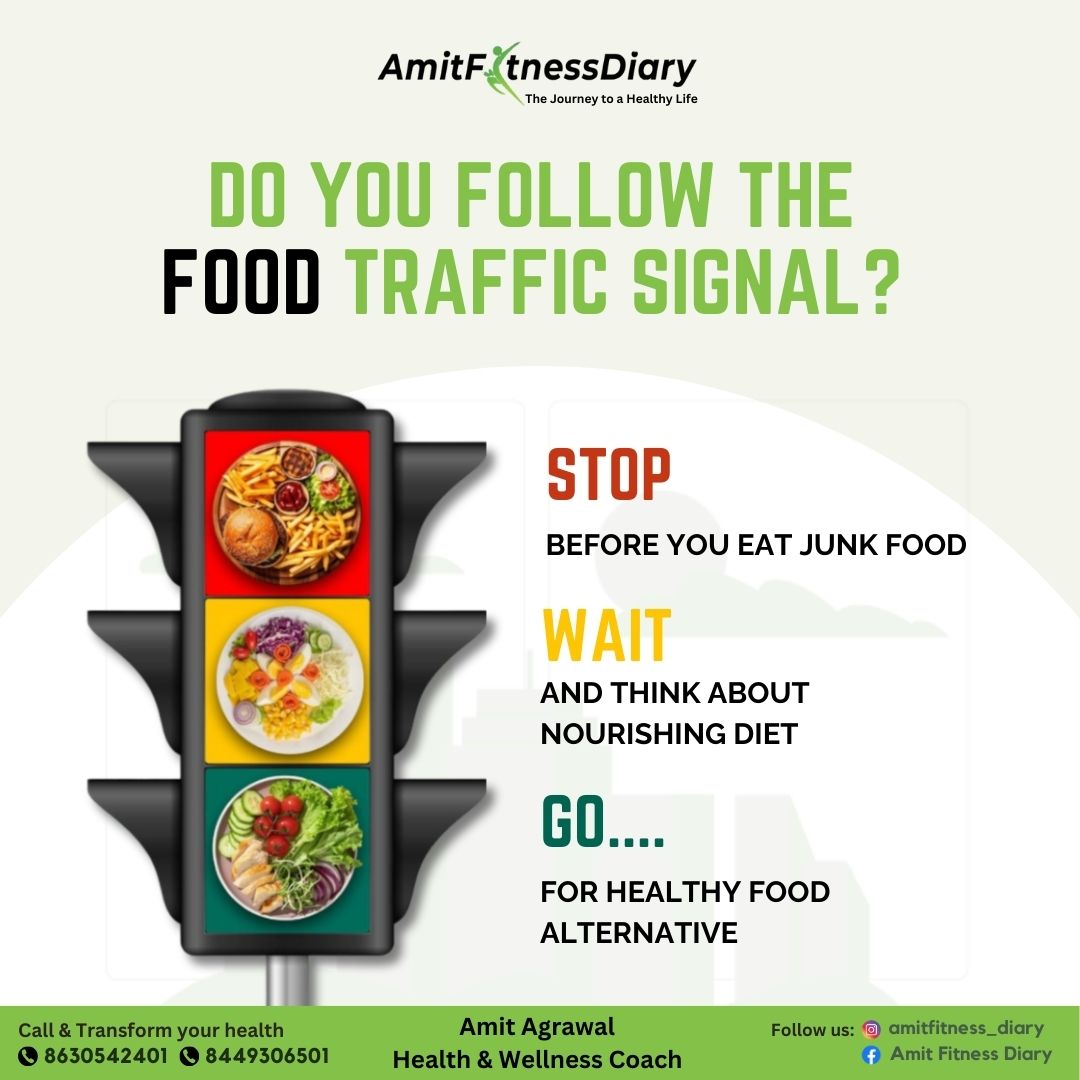 AmitFitnessDiary
The Journey to a Healthy Life
DO YOU FOLLOW THE
FOOD TRAFFIC SIGNAL?
STOP
BEFORE YOU EAT JUNK FOOD
WAIT
AND THINK ABOUT
NOURISHING DIET
GO....
FOR HEALTHY FOOD
ALTERNATIVE
Call & Transform your health
8630542401 8449306501
Amit Agrawal
Health & Wellness Coach
Follow us: amitfitness_diary
Amit Fitness Diary